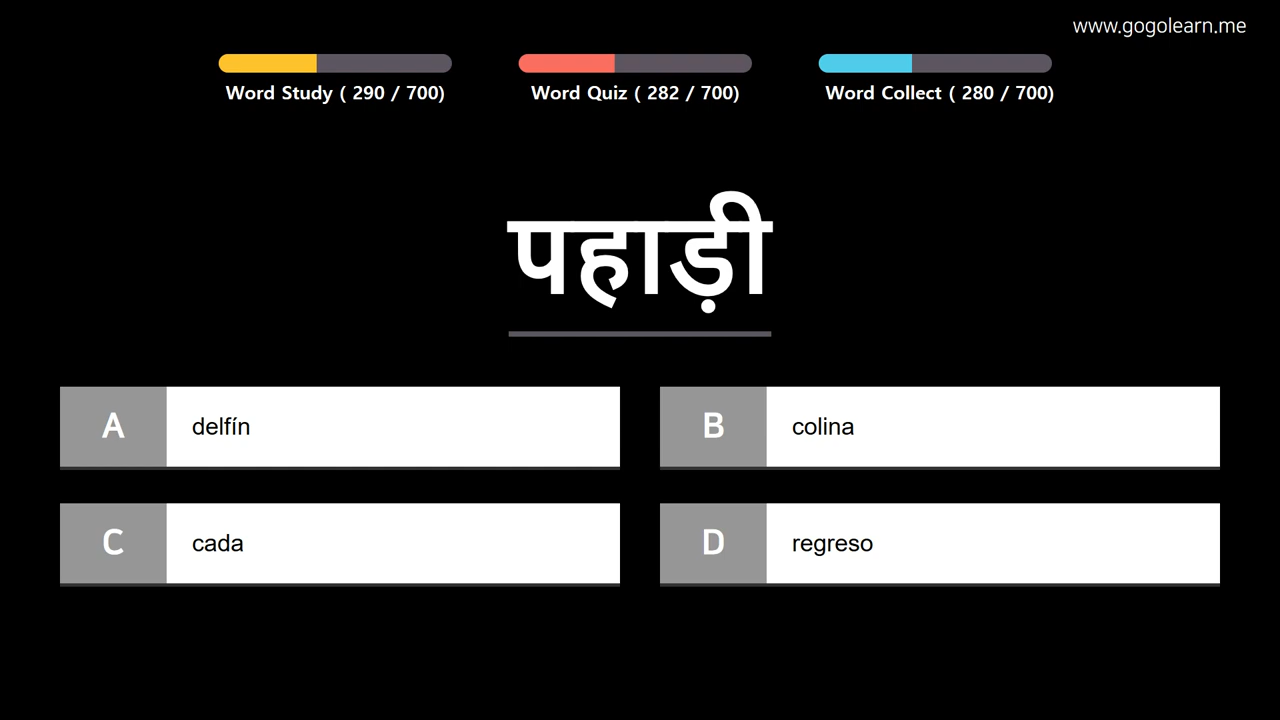 www.gogolearn.me
Word Study ( 290 / 700)
Word Quiz ( 282 / 700)
Word Collect ( 280 / 700)
पहाड़ी
A delfín
B colina
C cada
D regreso